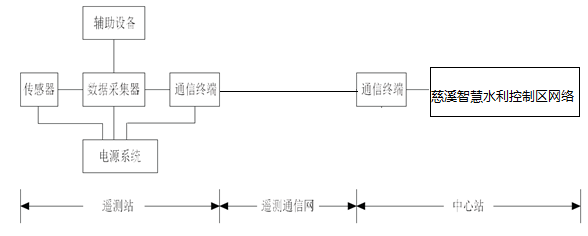 辅助设备
传感器
数据采集器
通信终端
通信终端
慈溪智慧水利控制区网络
电源系统
遥测站
遥测通信网
中心站